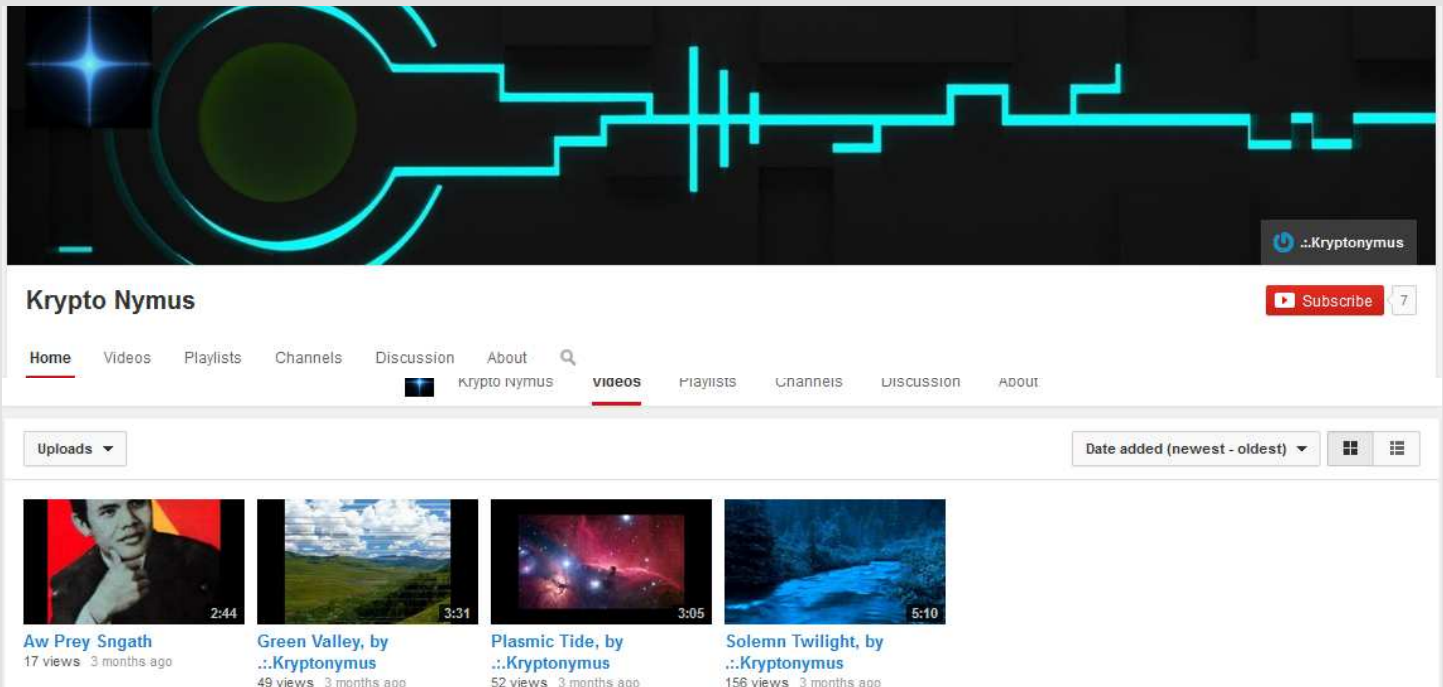 .:.Kryptonymus
Krypto Nymus
Subscribe 7
Home Videos Playlists Channels Discussion About
Krypto Nymus Videos Playlists Channels Discussion About
Uploads
Date added (newest - oldest)
2:44 3:31 3:05 5:10
Aw Prey Sngath
17 views 3 months ago
Green Valley, by
.:.Kryptonymus
49 views 3 months ago
Plasmic Tide, by
.:.Kryptonymus
52 views 3 months ago
Solemn Twilight, by
.:.Kryptonymus
156 views 3 months ago